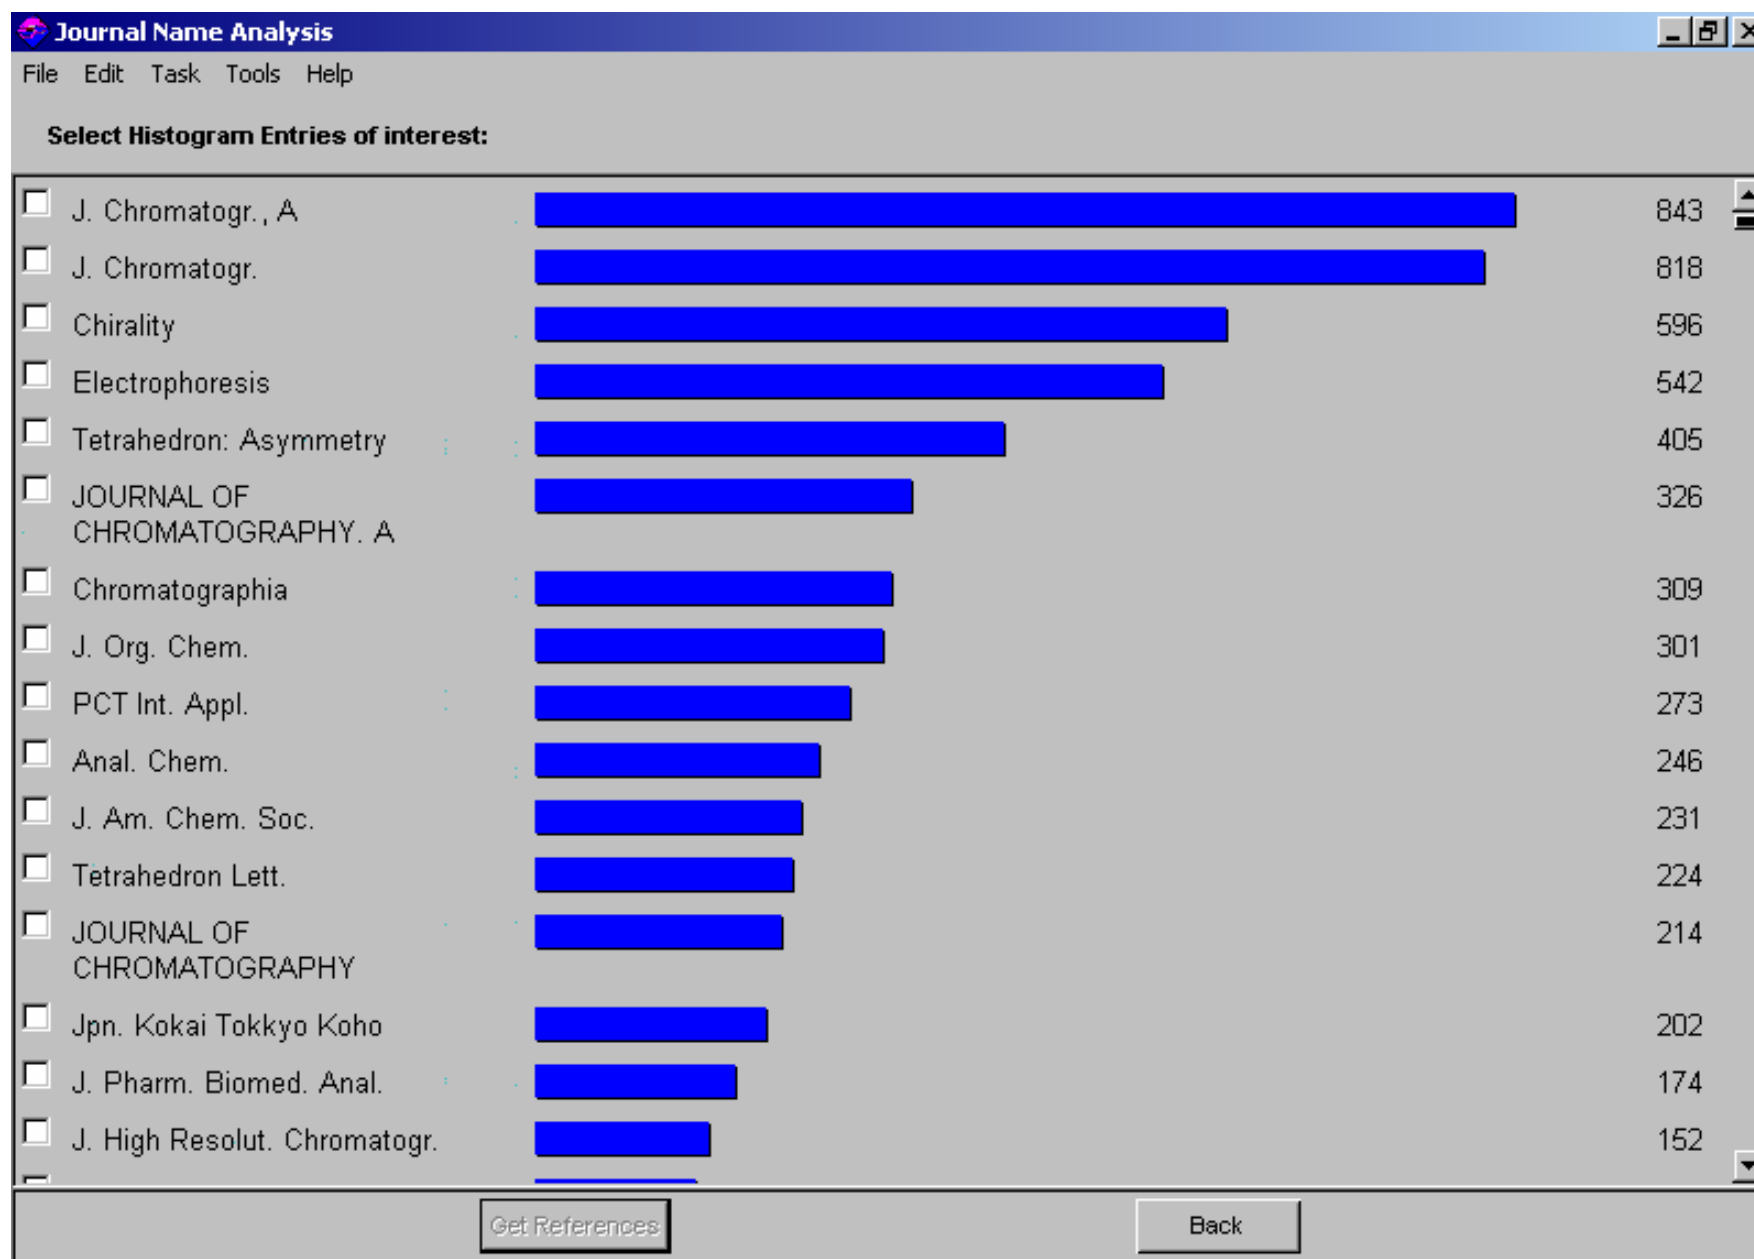 Journal Name Analysis
File Edit Task Tools Help
Select Histogram Entries of interest:
J. Chromatogr., A 843
J. Chromatogr. 818
Chirality 596
Electrophoresis 542
Tetrahedron: Asymmetry 405
JOURNAL OF 326
CHROMATOGRAPHY. A
Chromatographia 309
J. Org. Chem. 301
PCT Int. Appl. 273
Anal. Chem. 246
J. Am. Chem. Soc. 231
Tetrahedron Lett. 224
JOURNAL OF 214
CHROMATOGRAPHY
Jpn. Kokai Tokkyo Koho 202
J. Pharm. Biomed. Anal. 174
J. High Resolut. Chromatogr. 152
Get References Back